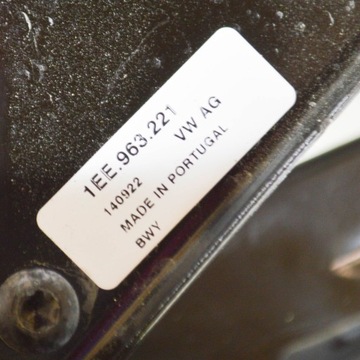 1EE.963.221
140922 VW AG
MADE IN PORTUGAL
BWY